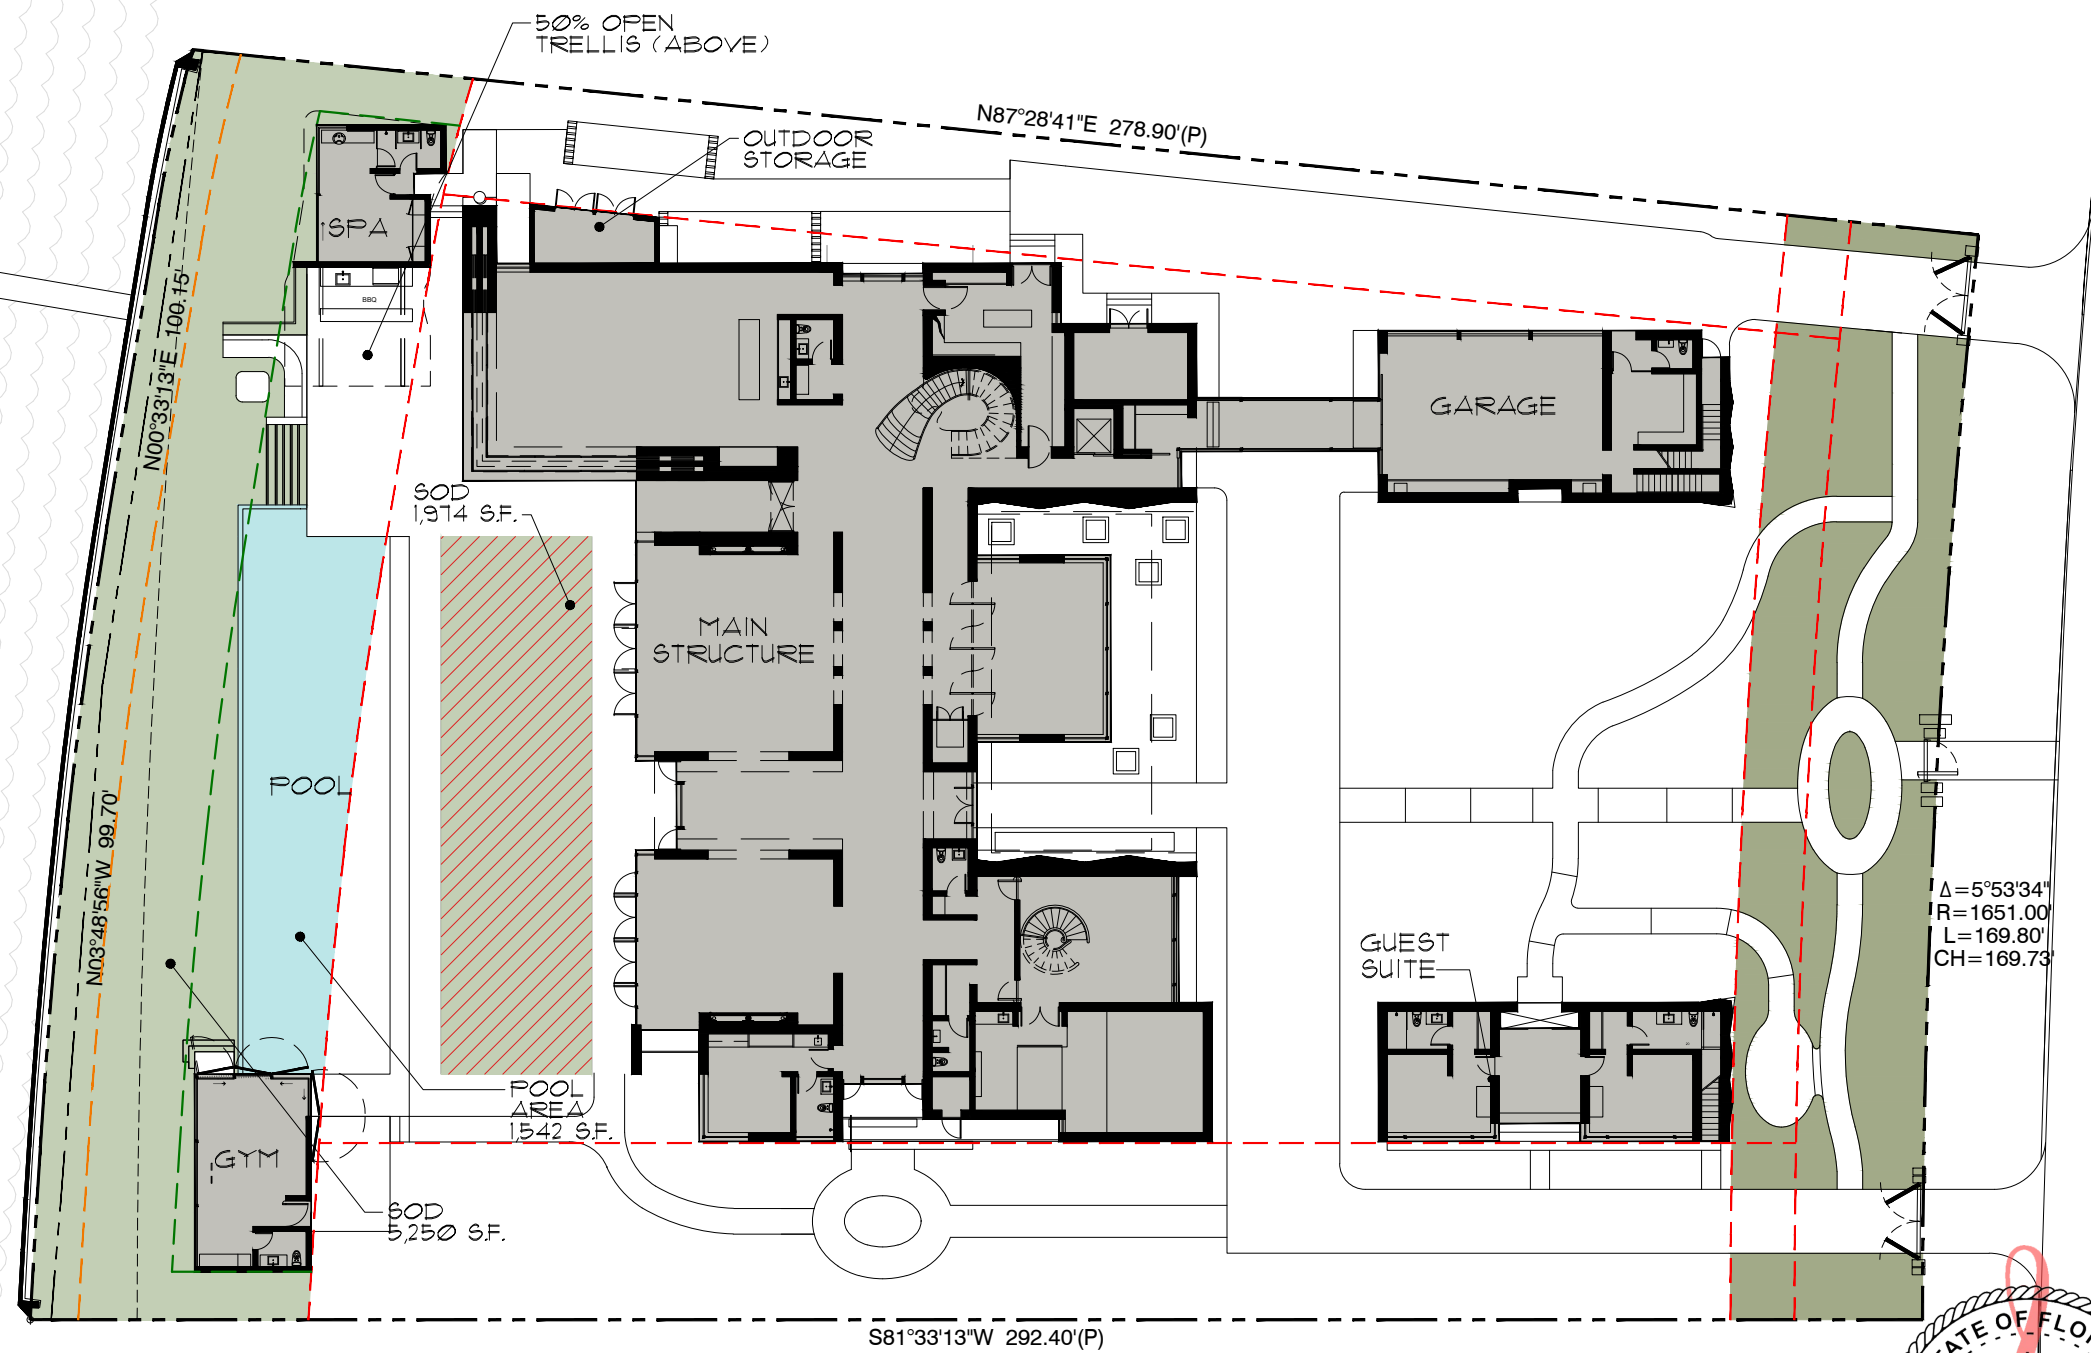 50% OPEN
TRELLIS (ABOVE)
N87°28'41"E 278.90'(P)
OUTDOOR
STORAGE
SPA
BBQ
N00°33'13"E 100.15'
GARAGE
SOD
1,974 S.F.
MAIN
STRUCTURE
POOL
N03°48'56"W 99.70'
Δ=5°53'34"
R=1651.00'
L=169.80'
CH=169.73'
GUEST
SUITE
POOL
AREA
1,542 S.F.
GYM
SOD
5,250 S.F.
S81°33'13"W 292.40'(P)
ATE OF FLO